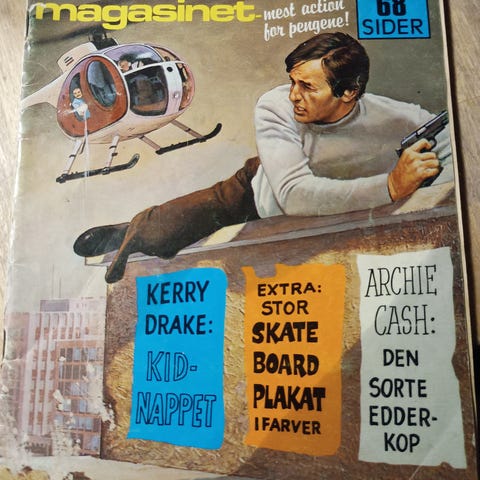 magasinet-
mest action
for pengene!
68
SIDER
KERRY
DRAKE:
KID-
NAPPET
EXTRA:
STOR
SKATE
BOARD
PLAKAT
I FARVER
ARCHIE
CASH:
DEN
SORTE
EDDER-
KOP